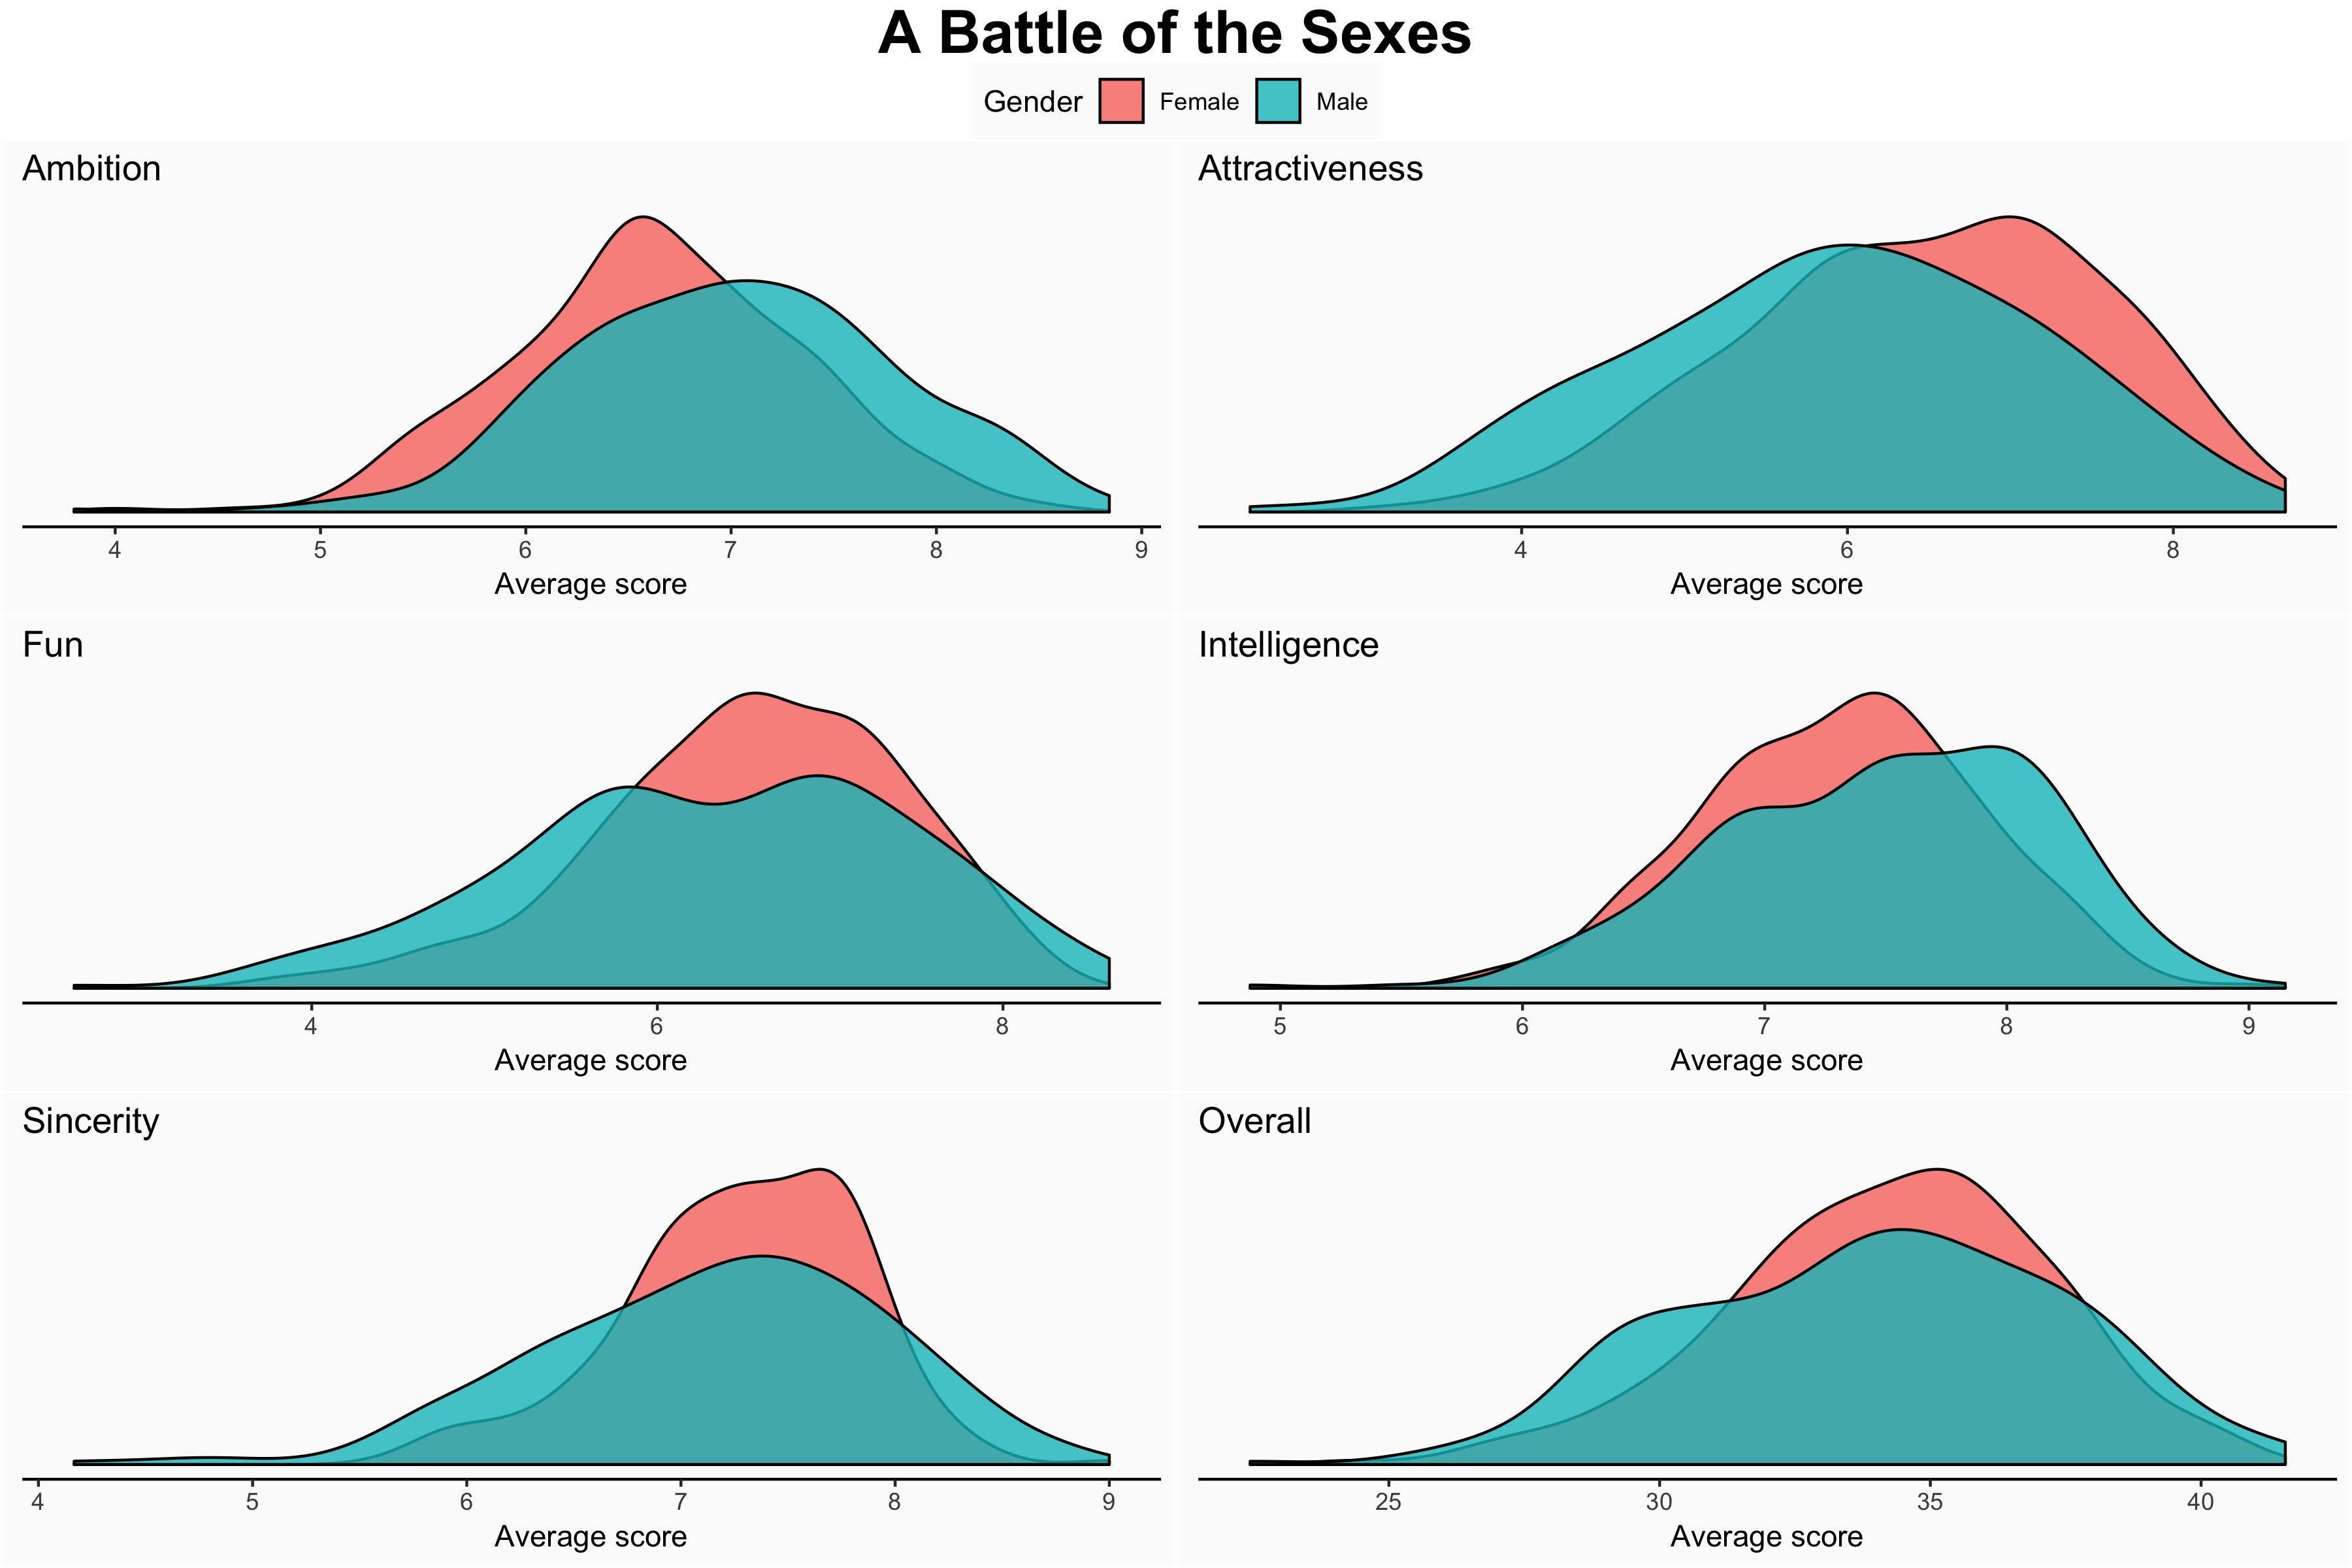 A Battle of the Sexes
Gender Female Male
Ambition
4 5 6 7 8 9
Average score
Attractiveness
4 6 8
Average score
Fun
4 6 8
Average score
Intelligence
5 6 7 8 9
Average score
Sincerity
4 5 6 7 8 9
Average score
Overall
25 30 35 40
Average score